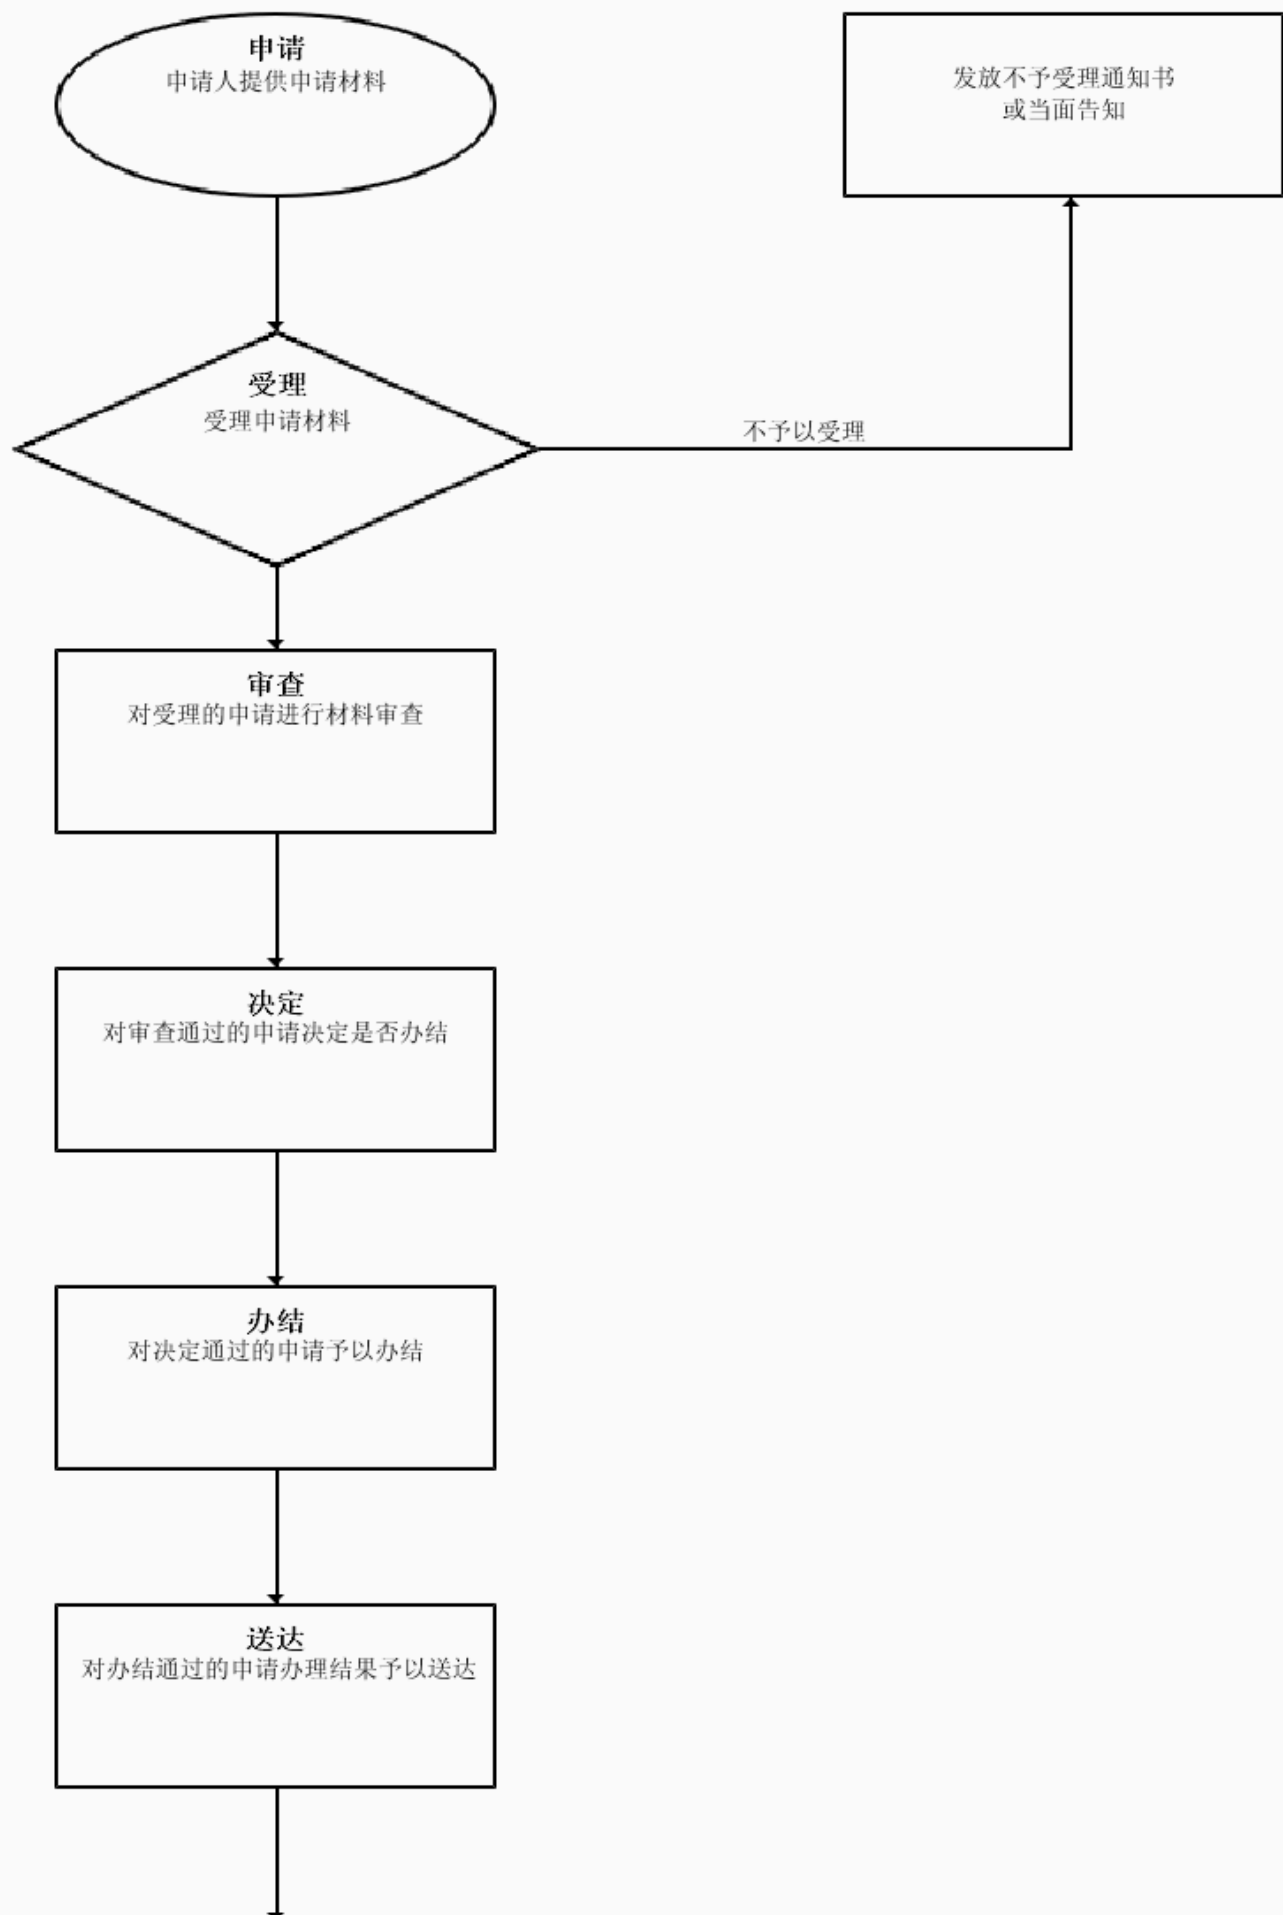 申请
申请人提供申请材料
发放不予受理通知书
或当面告知
受理
受理申请材料
不予以受理
审查
对受理的申请进行材料审查
决定
对审查通过的申请决定是否办结
办结
对决定通过的申请予以办结
送达
对办结通过的申请办理结果予以送达